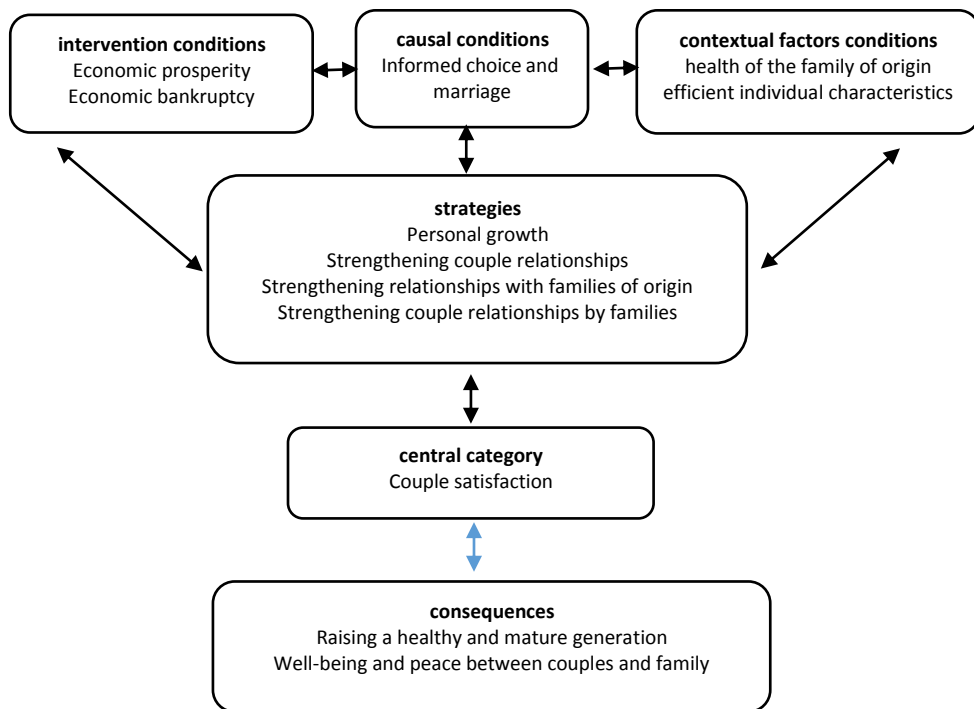 intervention conditions
Economic prosperity
Economic bankruptcy
causal conditions
Informed choice and
marriage
contextual factors conditions
health of the family of origin
efficient individual characteristics
strategies
Personal growth
Strengthening couple relationships
Strengthening relationships with families of origin
Strengthening couple relationships by families
central category
Couple satisfaction
consequences
Raising a healthy and mature generation
Well-being and peace between couples and family